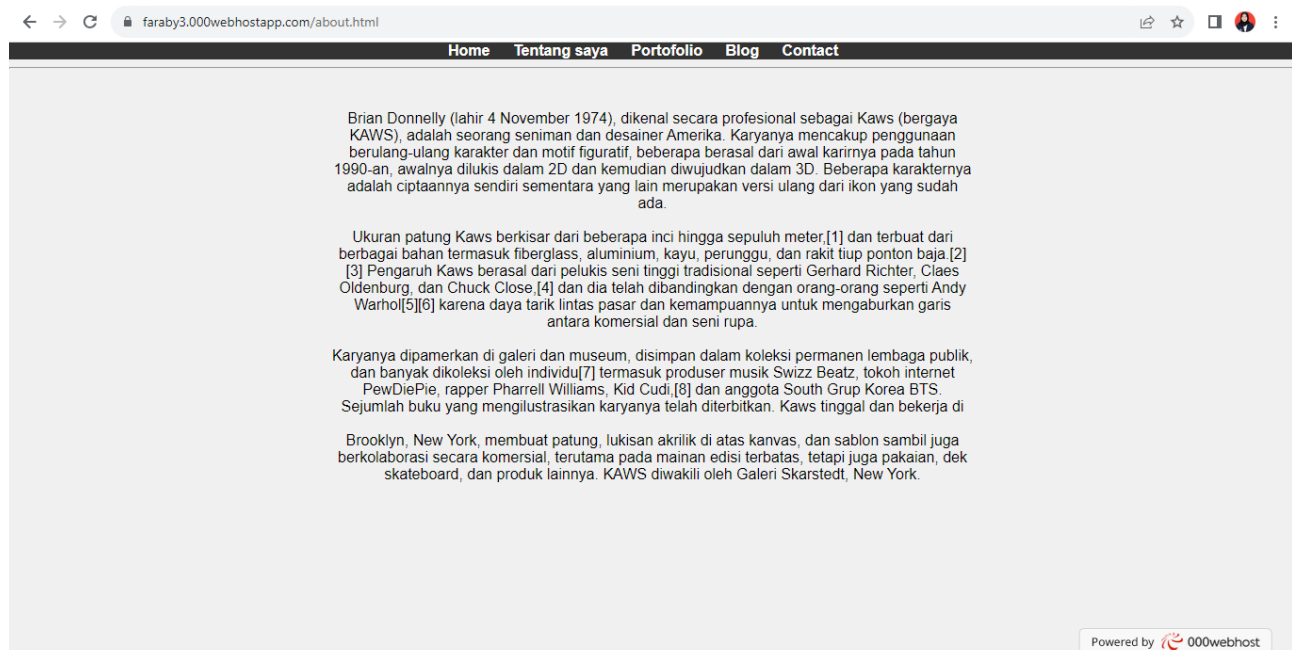 faraby3.000webhostapp.com/about.html
Home Tentang saya Portofolio Blog Contact
Brian Donnelly (lahir 4 November 1974), dikenal secara profesional sebagai Kaws (bergaya
KAWS), adalah seorang seniman dan desainer Amerika. Karyanya mencakup penggunaan
berulang-ulang karakter dan motif figuratif, beberapa berasal dari awal karirnya pada tahun
1990-an, awalnya dilukis dalam 2D dan kemudian diwujudkan dalam 3D. Beberapa karakternya
adalah ciptaannya sendiri sementara yang lain merupakan versi ulang dari ikon yang sudah
ada.
Ukuran patung Kaws berkisar dari beberapa inci hingga sepuluh meter,[1] dan terbuat dari
berbagai bahan termasuk fiberglass, aluminium, kayu, perunggu, dan rakit tiup ponton baja.[2]
[3] Pengaruh Kaws berasal dari pelukis seni tinggi tradisional seperti Gerhard Richter, Claes
Oldenburg, dan Chuck Close,[4] dan dia telah dibandingkan dengan orang-orang seperti Andy
Warhol[5][6] karena daya tarik lintas pasar dan kemampuannya untuk mengaburkan garis
antara komersial dan seni rupa.
Karyanya dipamerkan di galeri dan museum, disimpan dalam koleksi permanen lembaga publik,
dan banyak dikoleksi oleh individu[7] termasuk produser musik Swizz Beatz, tokoh internet
PewDiePie, rapper Pharrell Williams, Kid Cudi,[8] dan anggota South Grup Korea BTS.
Sejumlah buku yang mengilustrasikan karyanya telah diterbitkan. Kaws tinggal dan bekerja di
Brooklyn, New York, membuat patung, lukisan akrilik di atas kanvas, dan sablon sambil juga
berkolaborasi secara komersial, terutama pada mainan edisi terbatas, tetapi juga pakaian, dek
skateboard, dan produk lainnya. KAWS diwakili oleh Galeri Skarstedt, New York.
Powered by 000webhost